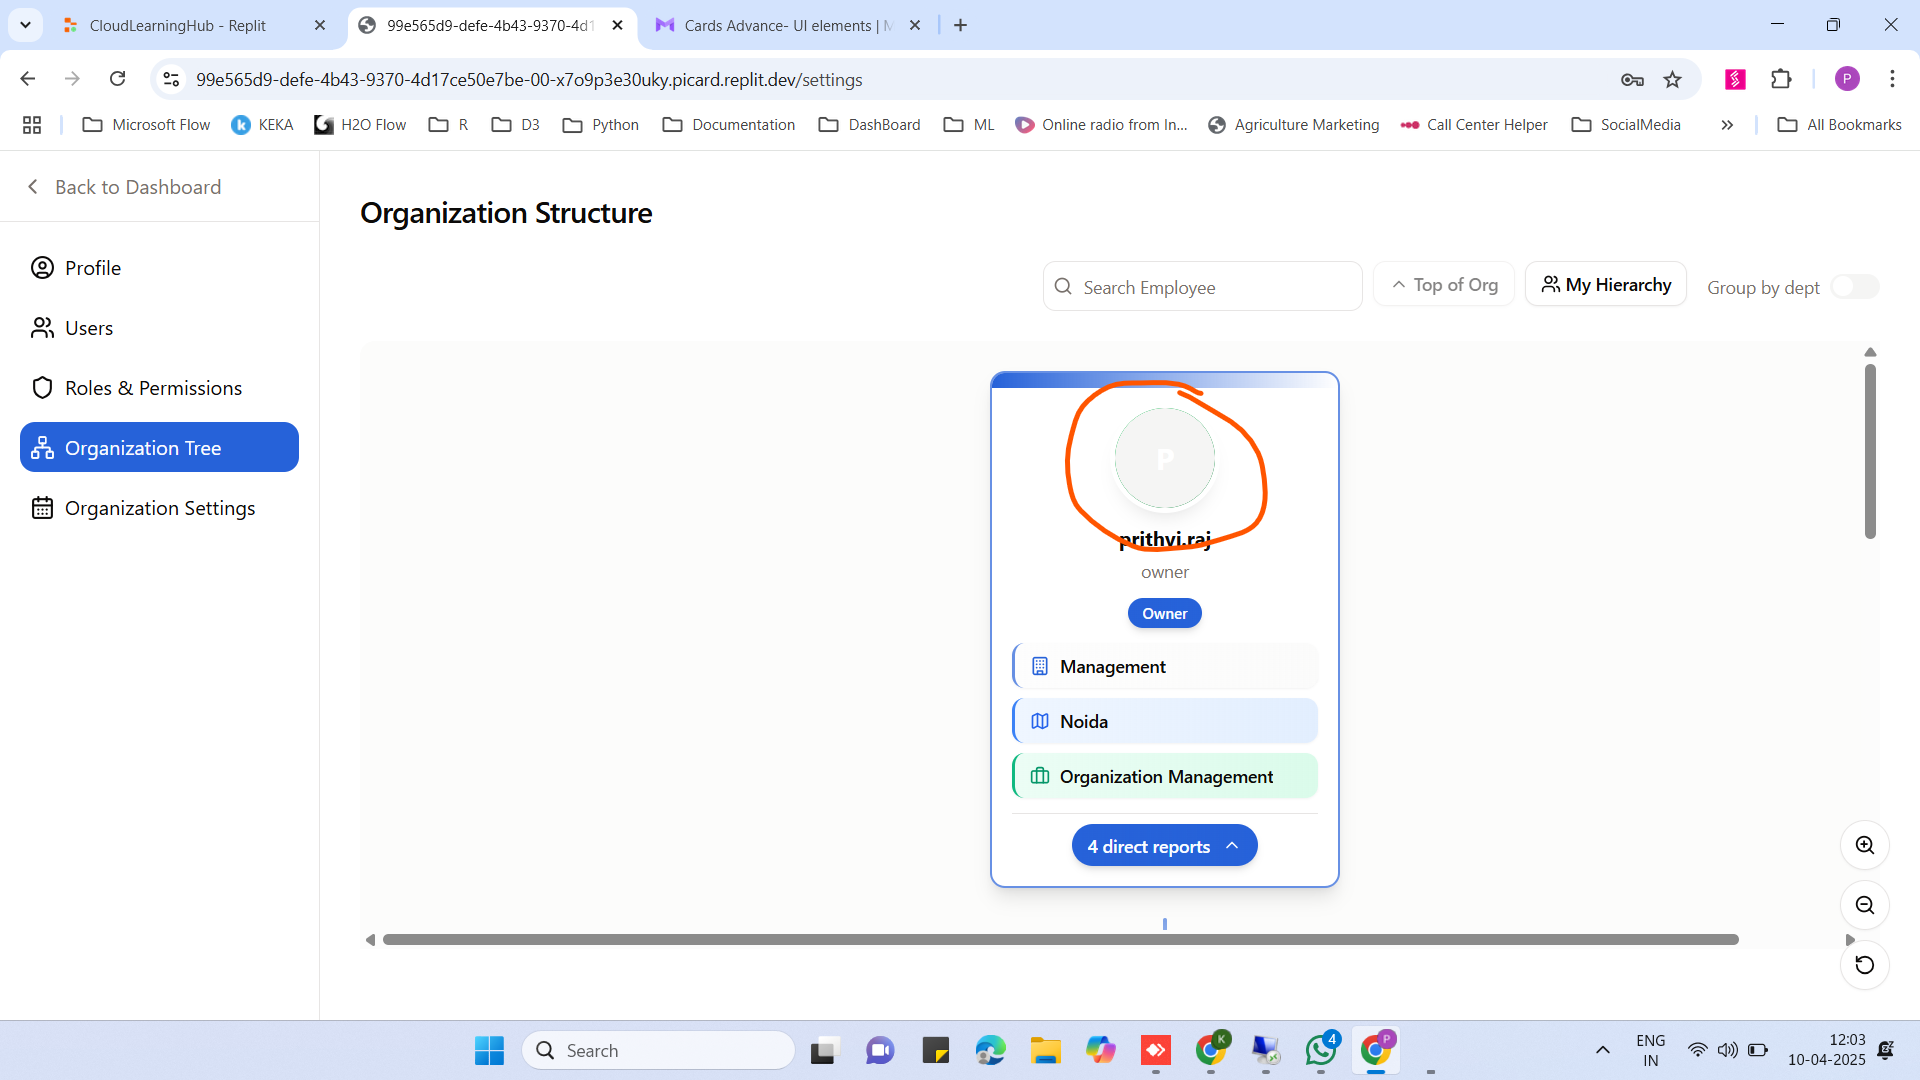 CloudLearningHub - Replit
99e565d9-defe-4b43-9370-4d1
Cards Advance- UI elements | M
99e565d9-defe-4b43-9370-4d17ce50e7be-00-x7o9p3e30uky.picard.replit.dev/settings
P
Microsoft Flow
KEKA
H2O Flow
R
D3
Python
Documentation
DashBoard
ML
Online radio from In...
Agriculture Marketing
Call Center Helper
SocialMedia
All Bookmarks
Back to Dashboard
Profile
Users
Roles & Permissions
Organization Tree
Organization Settings
Organization Structure
Search Employee
Top of Org
My Hierarchy
Group by dept
P
prithvi.raj
owner
Owner
Management
Noida
Organization Management
4 direct reports
Search
K
4
P
ENG
IN
12:03
10-04-2025